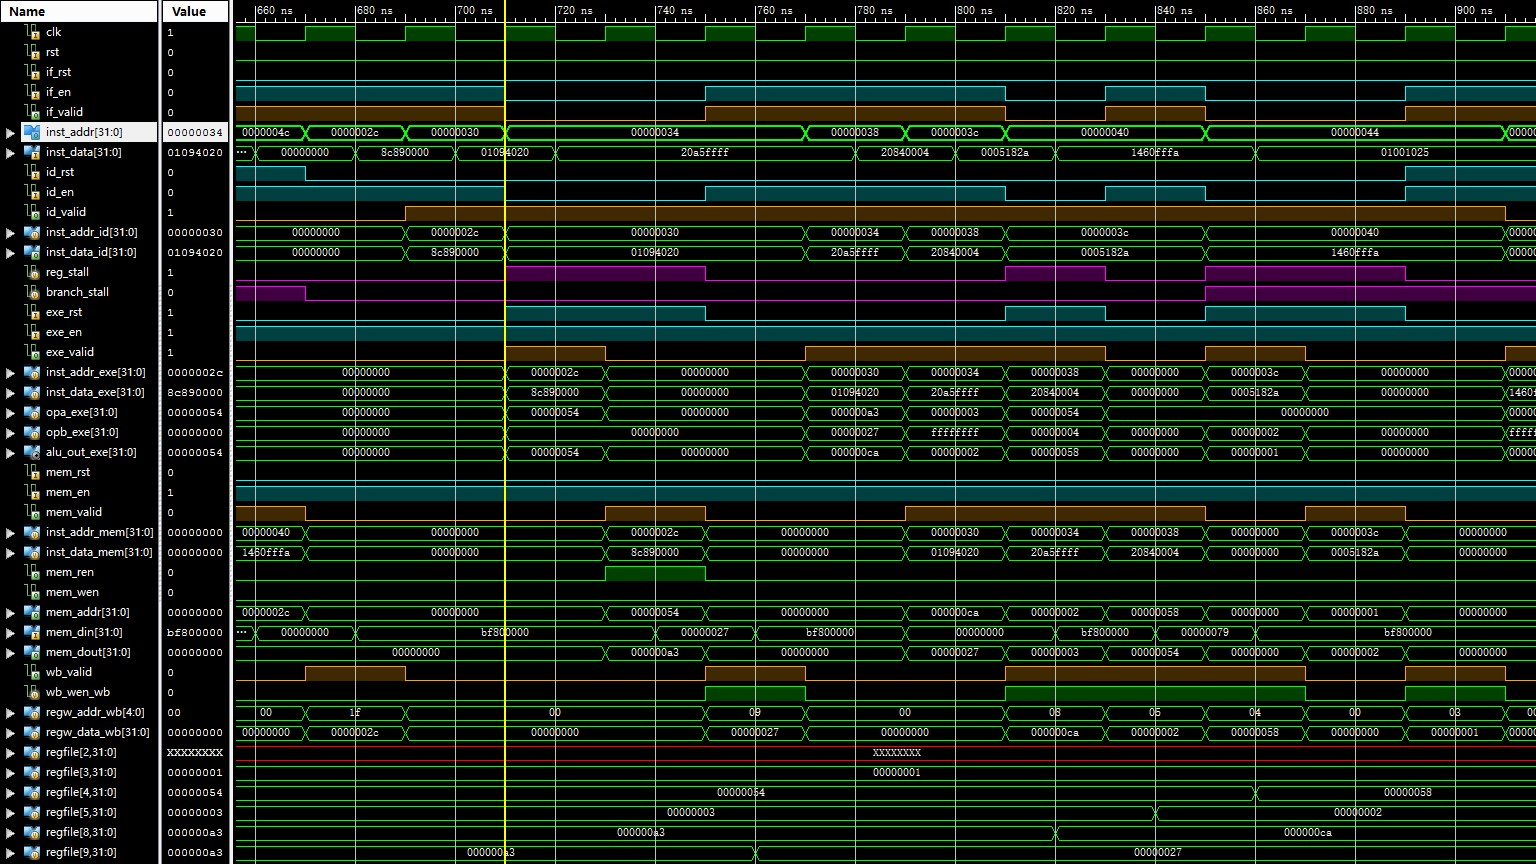 Name Value 660 ns 680 ns 700 ns 720 ns 740 ns 760 ns 780 ns 800 ns 820 ns 840 ns 860 ns 880 ns 900 ns
clk 1
rst 0
if_rst 0
if_en 0
if_valid 0
inst_addr[31:0] 00000034 0000004c 0000002c 00000030 00000034 00000038 0000003c 00000040 00000044 00000
inst_data[31:0] 01094020 ... 00000000 8c890000 01094020 20a5ffff 20840004 0005182a 1460fffa 01001025
id_rst 0
id_en 0
id_valid 1
inst_addr_id[31:0] 00000030 00000000 0000002c 00000030 00000034 00000038 0000003c 00000040 00000
inst_data_id[31:0] 01094020 00000000 8c890000 01094020 20a5ffff 20840004 0005182a 1460fffa 00000
reg_stall 1
branch_stall 0
exe_rst 1
exe_en 1
exe_valid 1
inst_addr_exe[31:0] 0000002c 00000000 0000002c 00000000 00000030 00000034 00000038 00000000 0000003c 00000000 00000
inst_data_exe[31:0] 8c890000 00000000 8c890000 00000000 01094020 20a5ffff 20840004 00000000 0005182a 00000000 1460f
opa_exe[31:0] 00000054 00000000 00000054 00000000 000000a3 00000003 00000054 00000000 00000
opb_exe[31:0] 00000000 00000000 00000000 00000027 ffffffff 00000004 00000000 00000002 00000000 fffff
alu_out_exe[31:0] 00000054 00000000 00000054 00000000 000000ca 00000002 00000058 00000000 00000001 00000000 00000
mem_rst 0
mem_en 1
mem_valid 0
inst_addr_mem[31:0] 00000000 00000040 00000000 0000002c 00000000 00000030 00000034 00000038 00000000 0000003c 00000000
inst_data_mem[31:0] 00000000 1460fffa 00000000 8c890000 00000000 01094020 20a5ffff 20840004 00000000 0005182a 00000000
mem_ren 0
mem_wen 0
mem_addr[31:0] 00000000 0000002c 00000000 00000054 00000000 000000ca 00000002 00000058 00000000 00000001 00000000
mem_din[31:0] bf800000 ... 00000000 bf800000 00000027 bf800000 00000000 bf800000 00000079 bf800000
mem_dout[31:0] 00000000 00000000 000000a3 00000000 00000027 00000003 00000054 00000000 00000002 00000000
wb_valid 0
wb_wen_wb 0
regw_addr_wb[4:0] 00 00 1f 00 09 00 08 05 04 00 03 00
regw_data_wb[31:0] 00000000 00000000 0000002c 00000000 00000027 00000000 000000ca 00000002 00000058 00000000 00000001 00000
regfile[2,31:0] XXXXXXXX XXXXXXXX
regfile[3,31:0] 00000001 00000001
regfile[4,31:0] 00000054 00000054 00000058
regfile[5,31:0] 00000003 00000003 00000002
regfile[8,31:0] 000000a3 000000a3 000000ca
regfile[9,31:0] 000000a3 000000a3 00000027